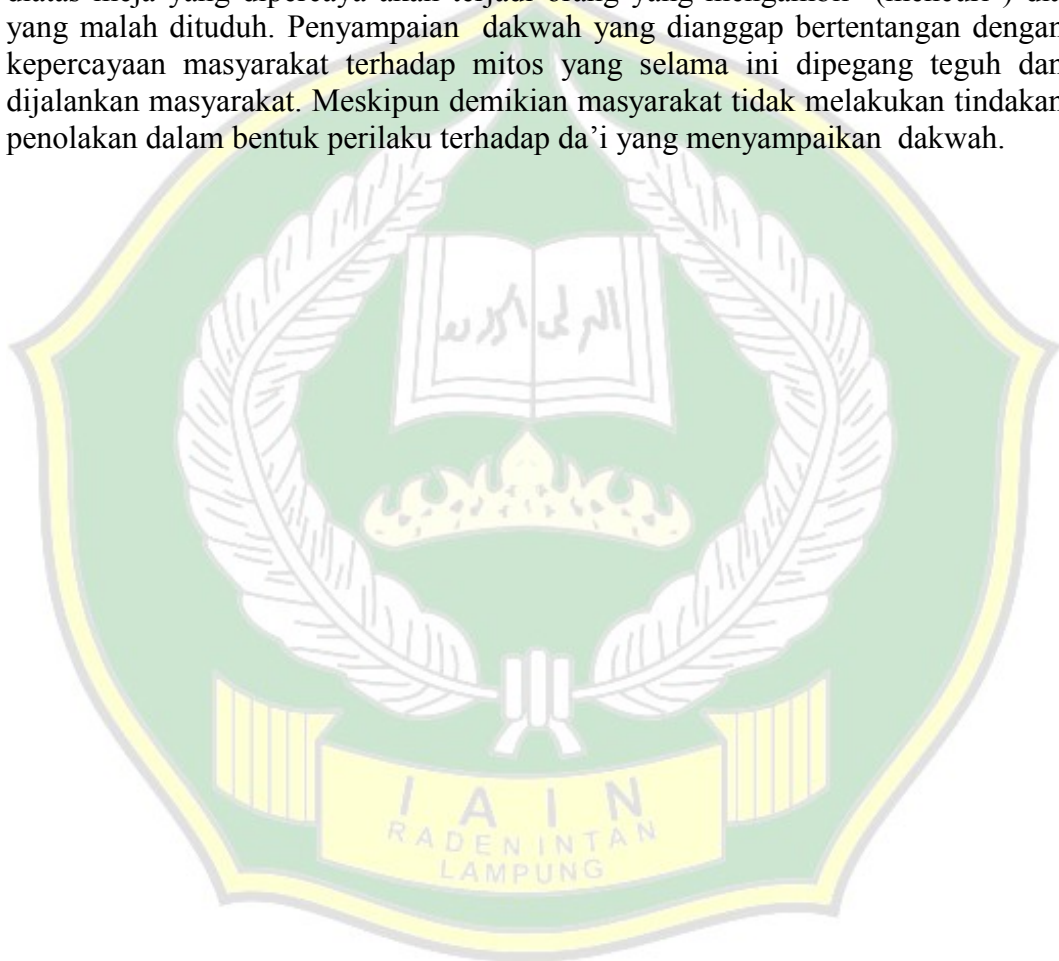 diatas meja yang dipercaya akan terjadi orang yang mengambil (mencuri ) dia
yang malah dituduh. Penyampaian dakwah yang dianggap bertentangan dengan
kepercayaan masyarakat terhadap mitos yang selama ini dipegang teguh dan
dijalankan masyarakat. Meskipun demikian masyarakat tidak melakukan tindakan
penolakan dalam bentuk perilaku terhadap da’i yang menyampaikan dakwah.
I A I N
RADEN INTAN
LAMPUNG